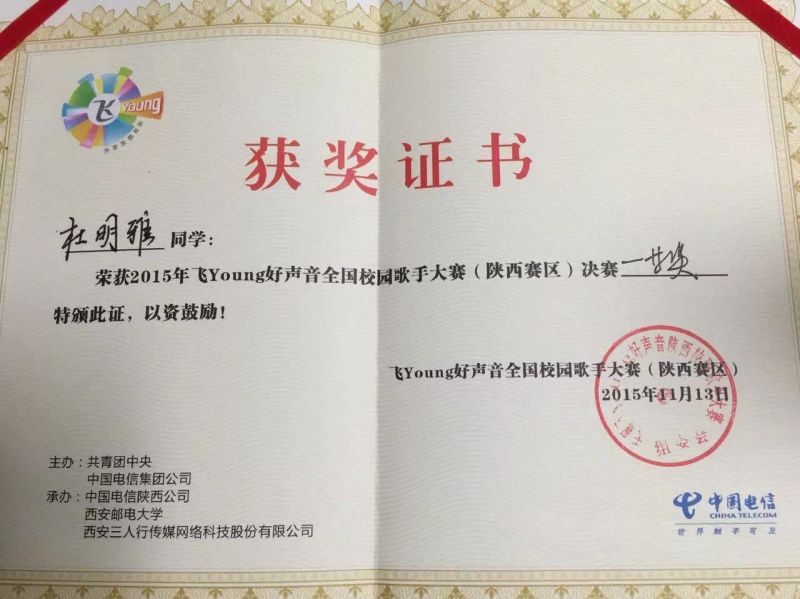 飞Young
获奖证书
杜明雅 同学：
荣获2015年飞Young好声音全国校园歌手大赛（陕西赛区）决赛 一等奖
特颁此证，以资鼓励！
飞Young好声音全国校园歌手大赛（陕西赛区）
2015年11月13日
主办：共青团中央
中国电信集团公司
承办：中国电信陕西公司
西安邮电大学
西安三人行传媒网络科技股份有限公司
中国电信
CHINA TELECOM
世界触手可及